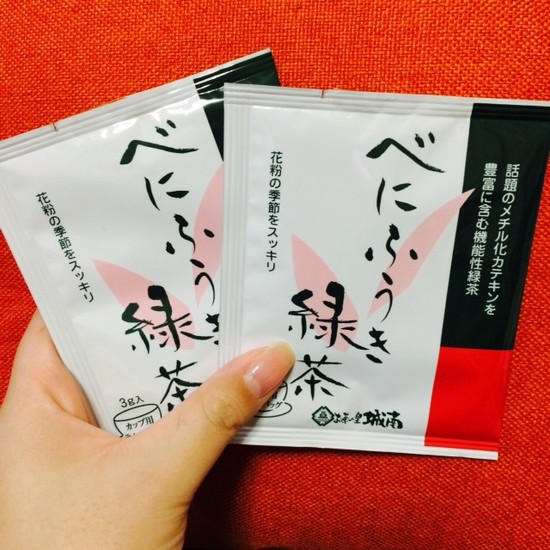 べにふうき
緑茶
花粉の季節をスッキリ
3g入
カップ用
話題のメチル化カテキンを
豊富に含む機能性緑茶
べにふうき
緑茶
花粉の季節をスッキリ
城南